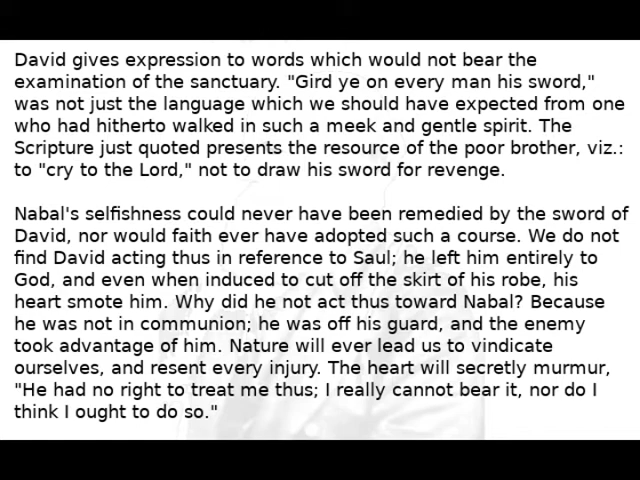 David gives expression to words which would not bear the
examination of the sanctuary. "Gird ye on every man his sword,"
was not just the language which we should have expected from one
who had hitherto walked in such a meek and gentle spirit. The
Scripture just quoted presents the resource of the poor brother, viz.:
to "cry to the Lord," not to draw his sword for revenge.

Nabal's selfishness could never have been remedied by the sword of
David, nor would faith ever have adopted such a course. We do not
find David acting thus in reference to Saul; he left him entirely to
God, and even when induced to cut off the skirt of his robe, his
heart smote him. Why did he not act thus toward Nabal? Because
he was not in communion; he was off his guard, and the enemy
took advantage of him. Nature will ever lead us to vindicate
ourselves, and resent every injury. The heart will secretly murmur,
"He had no right to treat me thus; I really cannot bear it, nor do I
think I ought to do so."